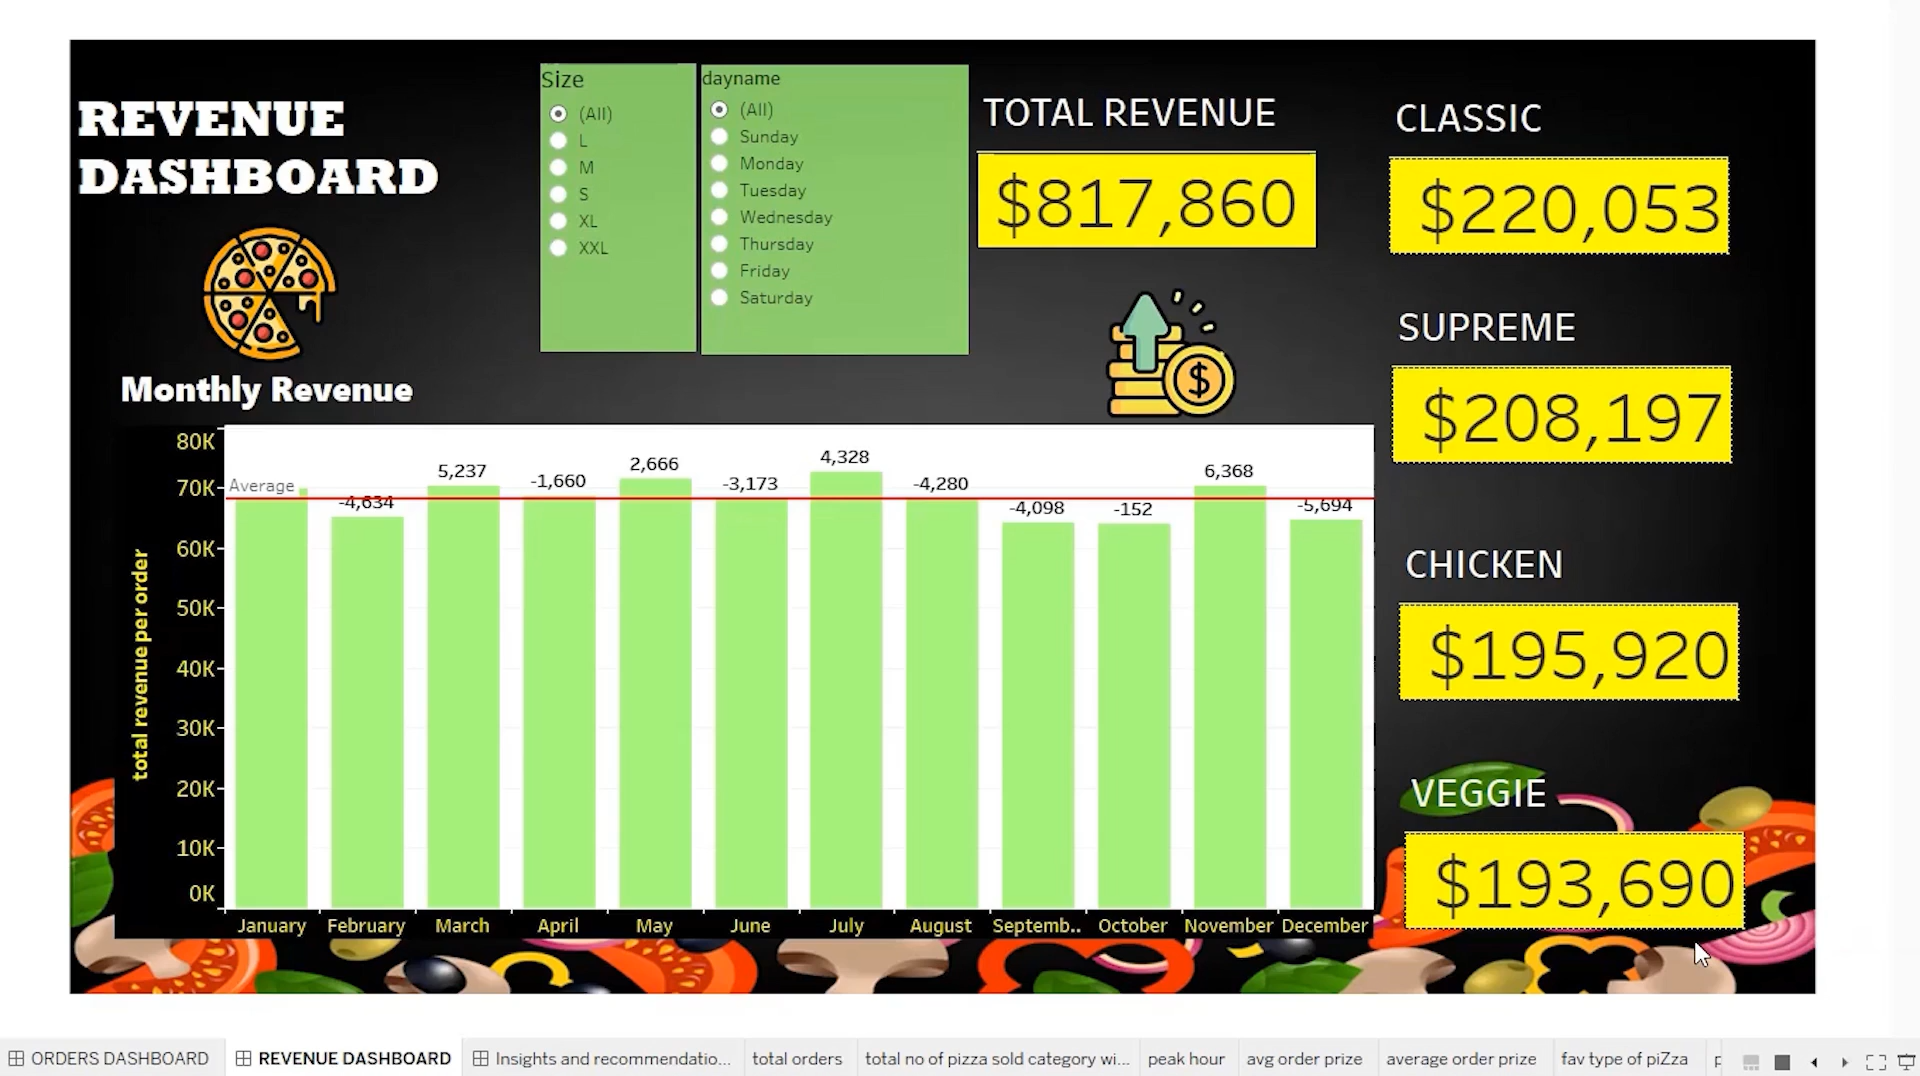 REVENUE
DASHBOARD
Monthly Revenue
Size
(All)
L
M
S
XL
XXL
dayname
(All)
Sunday
Monday
Tuesday
Wednesday
Thursday
Friday
Saturday
TOTAL REVENUE
$817,860
CLASSIC
$220,053
SUPREME
$208,197
CHICKEN
$195,920
VEGGIE
$193,690
total revenue per order
80K
70K
60K
50K
40K
30K
20K
10K
0K
Average
-4,634
5,237
-1,660
2,666
-3,173
4,328
-4,280
-4,098
-152
6,368
-5,694
January February March April May June July August Septemb.. October November December
ORDERS DASHBOARD REVENUE DASHBOARD Insights and recommendatio... total orders total no of pizza sold category wi... peak hour avg order prize average order prize fav type of piZza